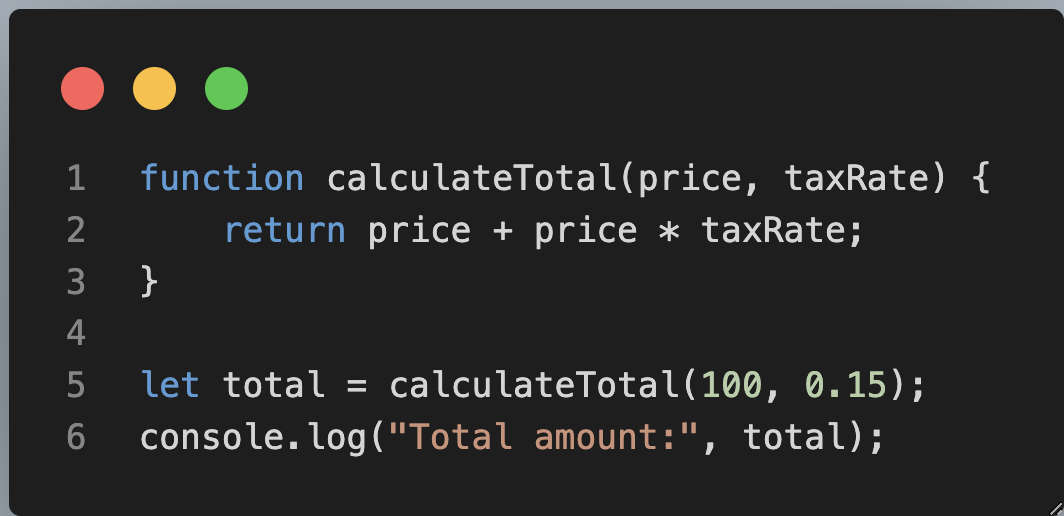 1 function calculateTotal(price, taxRate) {
2     return price + price * taxRate;
3 }
4
5 let total = calculateTotal(100, 0.15);
6 console.log("Total amount:", total);